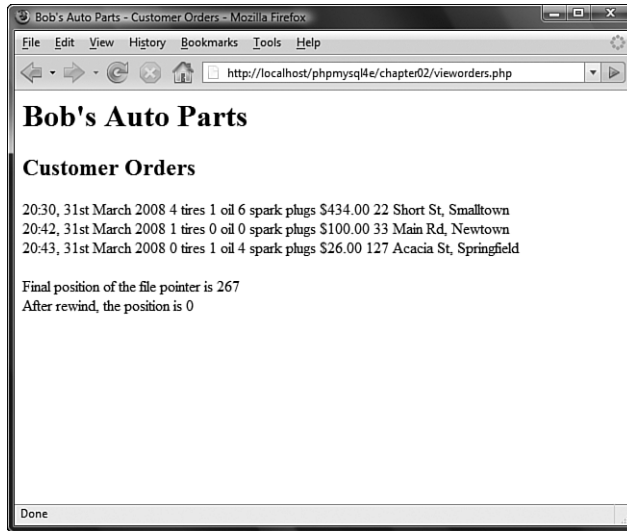 Bob's Auto Parts - Customer Orders - Mozilla Firefox
File Edit View History Bookmarks Tools Help
http://localhost/phpmysql4e/chapter02/vieworders.php
Bob's Auto Parts
Customer Orders
20:30, 31st March 2008 4 tires 1 oil 6 spark plugs $434.00 22 Short St, Smalltown
20:42, 31st March 2008 1 tires 0 oil 0 spark plugs $100.00 33 Main Rd, Newtown
20:43, 31st March 2008 0 tires 1 oil 4 spark plugs $26.00 127 Acacia St, Springfield
Final position of the file pointer is 267
After rewind, the position is 0
Done